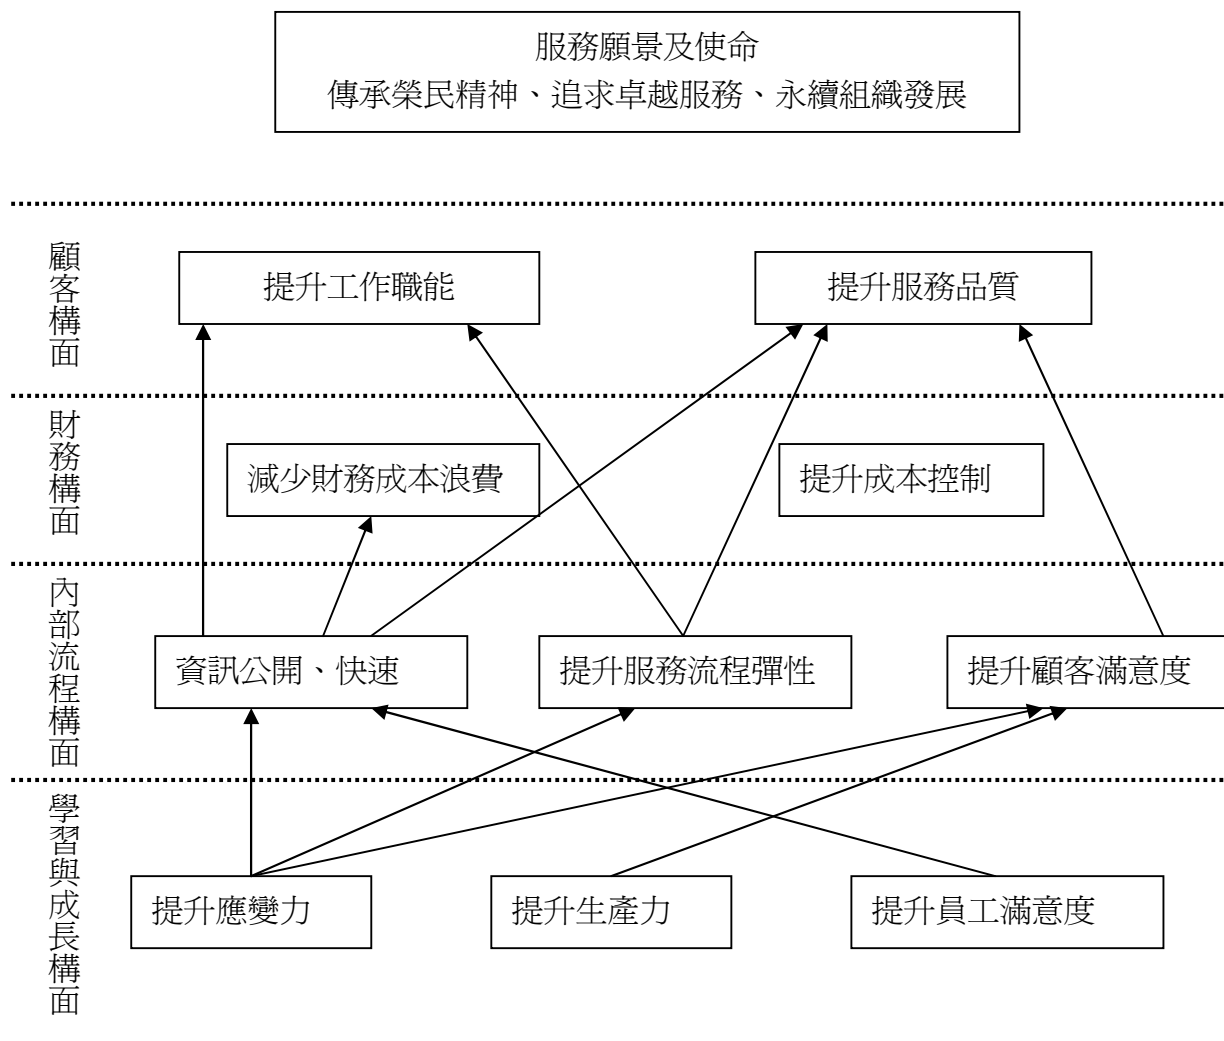 服務願景及使命
傳承榮民精神、追求卓越服務、永續組織發展
顧客構面
提升工作職能
提升服務品質
財務構面
減少財務成本浪費
提升成本控制
內部流程構面
資訊公開、快速
提升服務流程彈性
提升顧客滿意度
學習與成長構面
提升應變力
提升生產力
提升員工滿意度